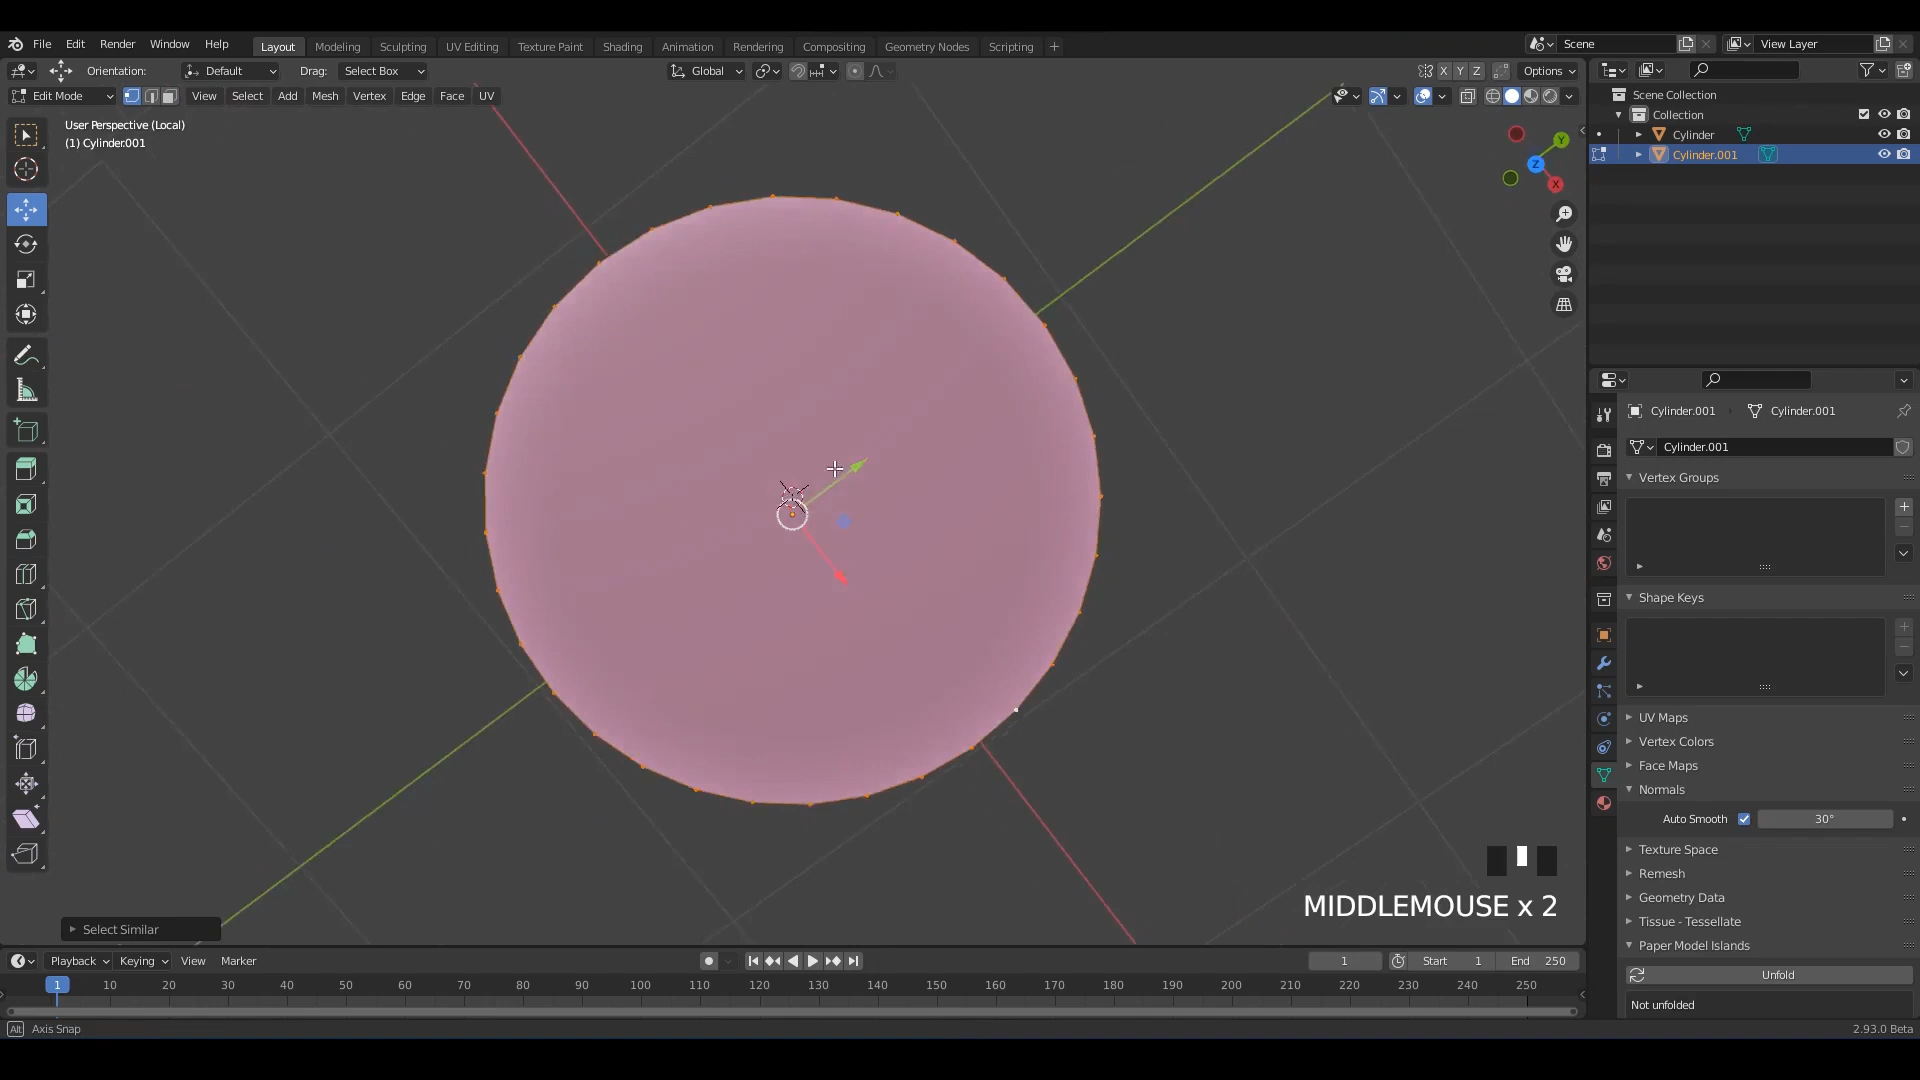 File Edit Render Window Help Layout Modeling Sculpting UV Editing Texture Paint Shading Animation Rendering Compositing Geometry Nodes Scripting + Scene View Layer
Orientation: Default Drag: Select Box Global X Y Z Options
Edit Mode View Select Add Mesh Vertex Edge Face UV
Scene Collection
Collection
Cylinder
Cylinder.001
User Perspective (Local)
(1) Cylinder.001
Y
Z
X
Cylinder.001 Cylinder.001
Cylinder.001
Vertex Groups
Shape Keys
UV Maps
Vertex Colors
Face Maps
Normals
Auto Smooth 30°
Texture Space
Remesh
Geometry Data
Tissue - Tessellate
Paper Model Islands
Unfold
Not unfolded
MIDDLEMOUSE x 2
Select Similar
Playback Keying View Marker 1 Start 1 End 250
1 10 20 30 40 50 60 70 80 90 100 110 120 130 140 150 160 170 180 190 200 210 220 230 240 250
Alt Axis Snap 2.93.0 Beta